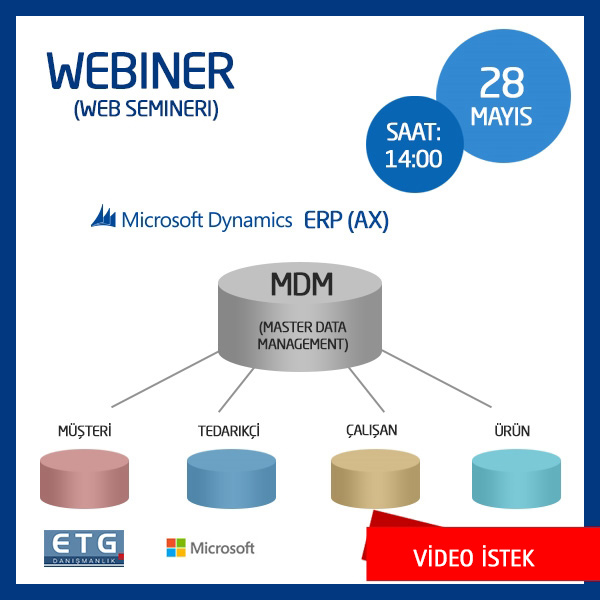 WEBINER
(WEB SEMINERI)
28
MAYIS
SAAT:
14:00
Microsoft Dynamics ERP (AX)
MDM
(MASTER DATA
MANAGEMENT)
MÜŞTERİ
TEDARIKÇİ
ÇALIŞAN
ÜRÜN
ETG
DANIŞMANLIK
Microsoft
VİDEO İSTEK